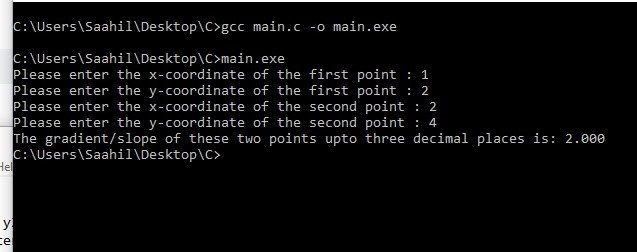 C:\Users\Saahil\Desktop\C>gcc main.c -o main.exe
C:\Users\Saahil\Desktop\C>main.exe
Please enter the x-coordinate of the first point : 1
Please enter the y-coordinate of the first point : 2
Please enter the x-coordinate of the second point : 2
Please enter the y-coordinate of the second point : 4
The gradient/slope of these two points upto three decimal places is: 2.000
C:\Users\Saahil\Desktop\C>